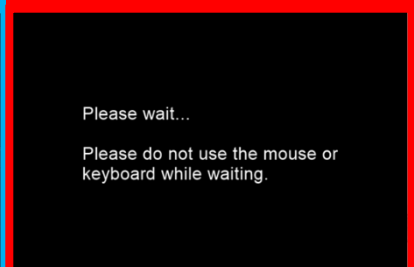 Please wait...
Please do not use the mouse or
keyboard while waiting.